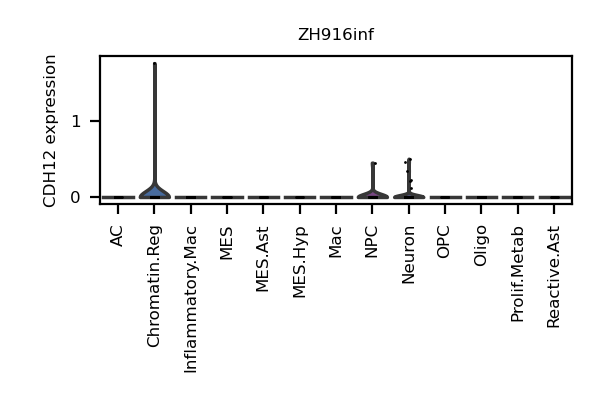 ZH916inf
CDH12 expression
1
0
AC
Chromatin.Reg
Inflammatory.Mac
MES
MES.Ast
MES.Hyp
Mac
NPC
Neuron
OPC
Oligo
Prolif.Metab
Reactive.Ast